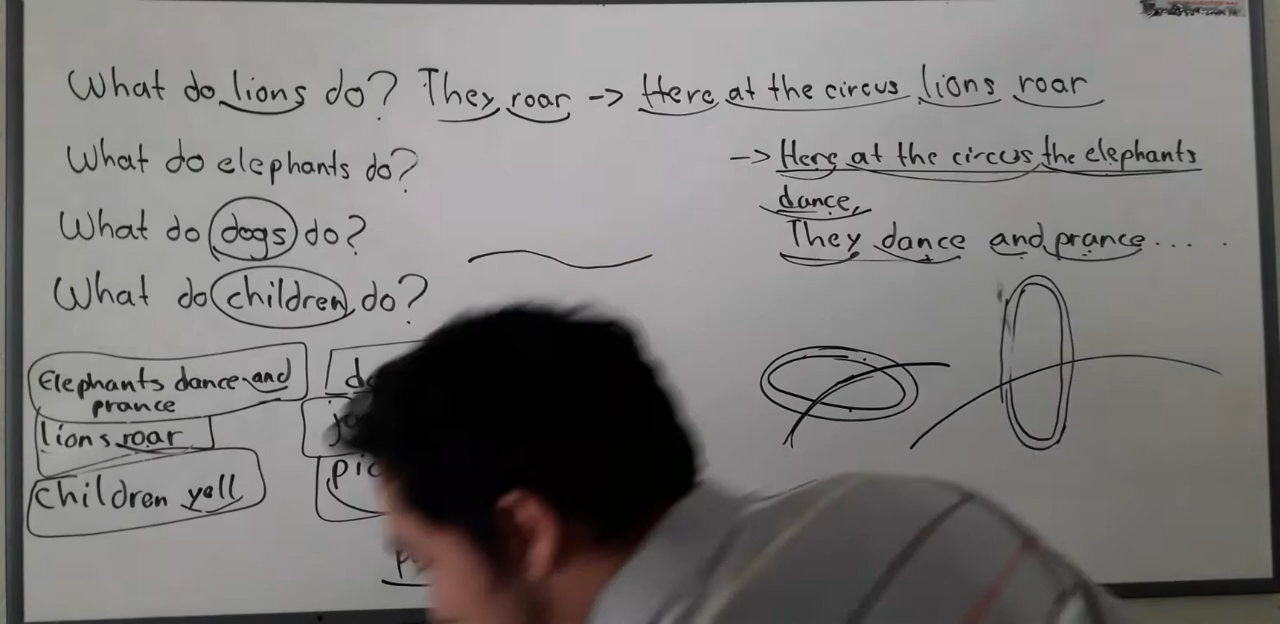 What do lions do? They roar -> Here at the circus lions roar
What do elephants do? -> Here at the circus the elephants
dance,
What do dogs do? They dance and prance....
What do children do?
Elephants dance and
prance
lions roar
children yell